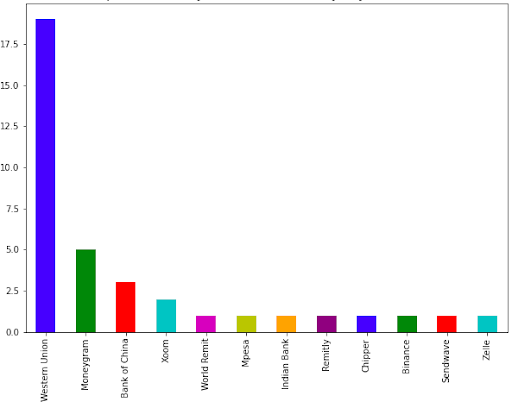 17.5
15.0
12.5
10.0
7.5
5.0
2.5
0.0
Western Union
Moneygram
Bank of China
Xoom
World Remit
Mpesa
Indian Bank
Remitly
Chipper
Binance
Sendwave
Zelle